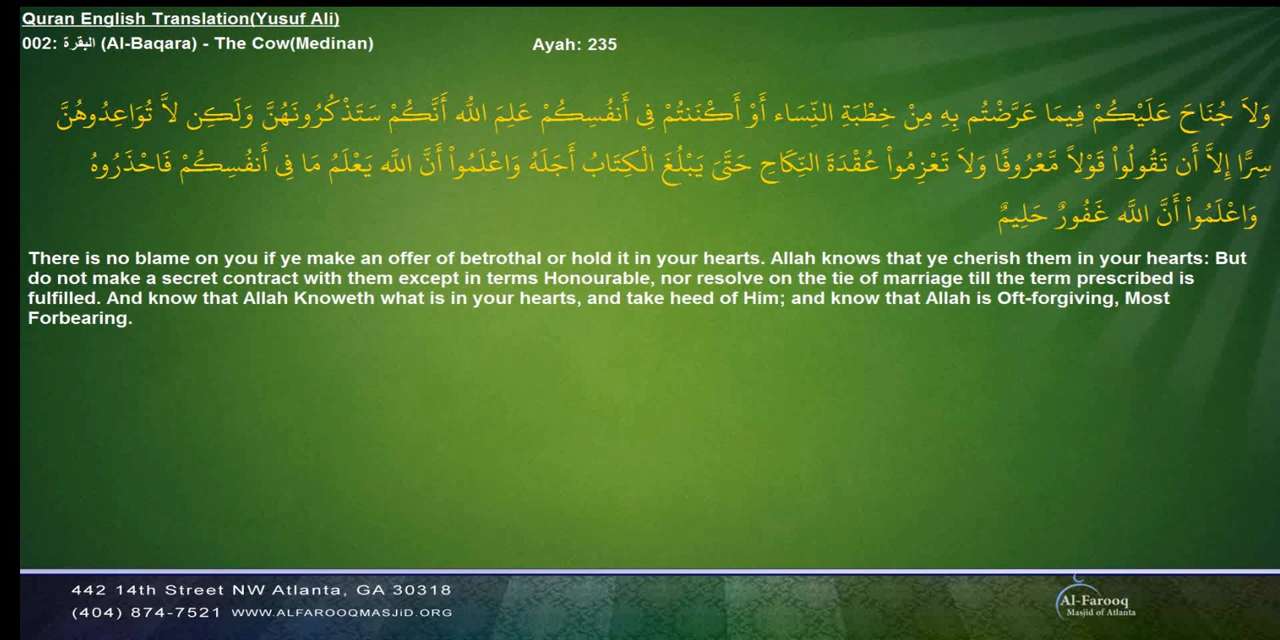 Quran English Translation(Yusuf Ali)
002: البقرة (Al-Baqara) - The Cow(Medinan)
Ayah: 235
وَلاَ جُنَاحَ عَلَيْكُمْ فِيمَا عَرَّضْتُم بِهِ مِنْ خِطْبَةِ النِّسَاء أَوْ أَكْنَنتُمْ فِي أَنفُسِكُمْ عَلِمَ اللّه أَنَّكُمْ سَتَذْكُرُونَهُنَّ وَلَكِن لاَّ تُوَاعِدُوهُنَّ
سِرًّا إِلاَّ أَن تَقُولُواْ قَوْلاً مَّعْرُوفًا وَلاَ تَعْزِمُواْ عُقْدَةَ النِّكَاحِ حَتَّىَ يَبْلُغَ الْكِتَابُ أَجَلَهُ وَاعْلَمُواْ أَنَّ اللّه يَعْلَمُ مَا فِي أَنفُسِكُمْ فَاحْذَرُوهُ
وَاعْلَمُواْ أَنَّ اللّه غَفُورٌ حَلِيمٌ
There is no blame on you if ye make an offer of betrothal or hold it in your hearts. Allah knows that ye cherish them in your hearts: But
do not make a secret contract with them except in terms Honourable, nor resolve on the tie of marriage till the term prescribed is
fulfilled. And know that Allah Knoweth what is in your hearts, and take heed of Him; and know that Allah is Oft-forgiving, Most
Forbearing.
442 14th Street NW Atlanta, GA 30318
(404) 874-7521 WWW.ALFAROOQMASJiD.ORG
Al-Farooq
Masjid of Atlanta